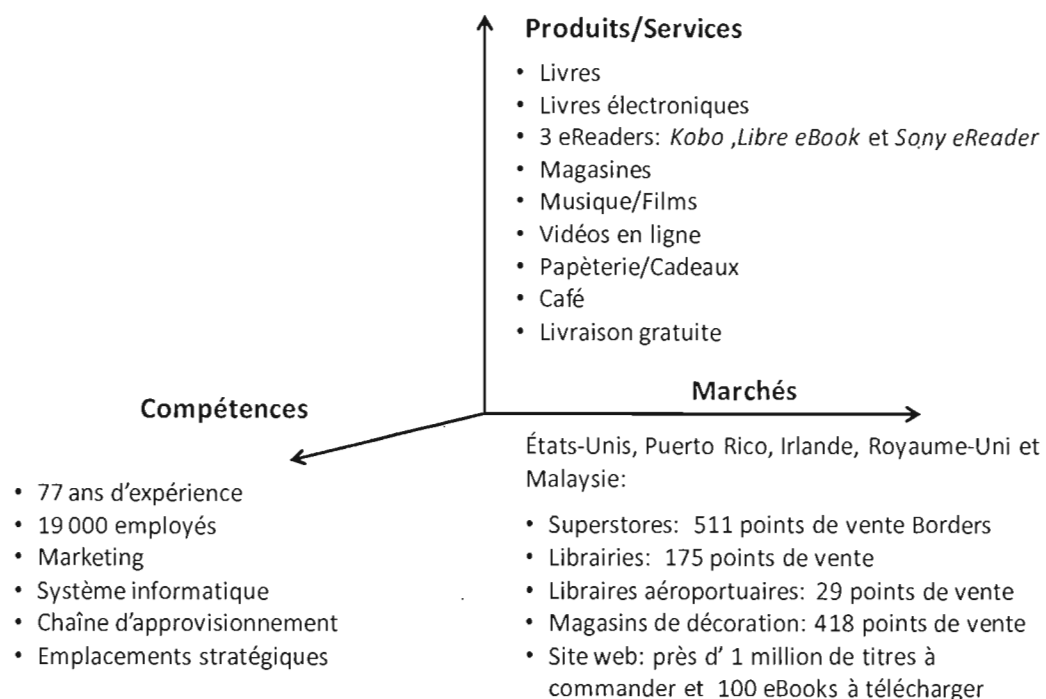 Produits/Services
• Livres
• Livres électroniques
• 3 eReaders: Kobo ,Libre eBook et Sony eReader
• Magasines
• Musique/Films
• Vidéos en ligne
• Papèterie/Cadeaux
• Café
• Livraison gratuite
Marchés
États-Unis, Puerto Rico, Irlande, Royaume-Uni et
Malaysie:
• Superstores: 511 points de vente Borders
• Librairies: 175 points de vente
• Libraires aéroportuaires: 29 points de vente
• Magasins de décoration: 418 points de vente
• Site web: près d' 1 million de titres à
commander et 100 eBooks à télécharger
Compétences
• 77 ans d'expérience
• 19 000 employés
• Marketing
• Système informatique
• Chaîne d'approvisionnement
• Emplacements stratégiques